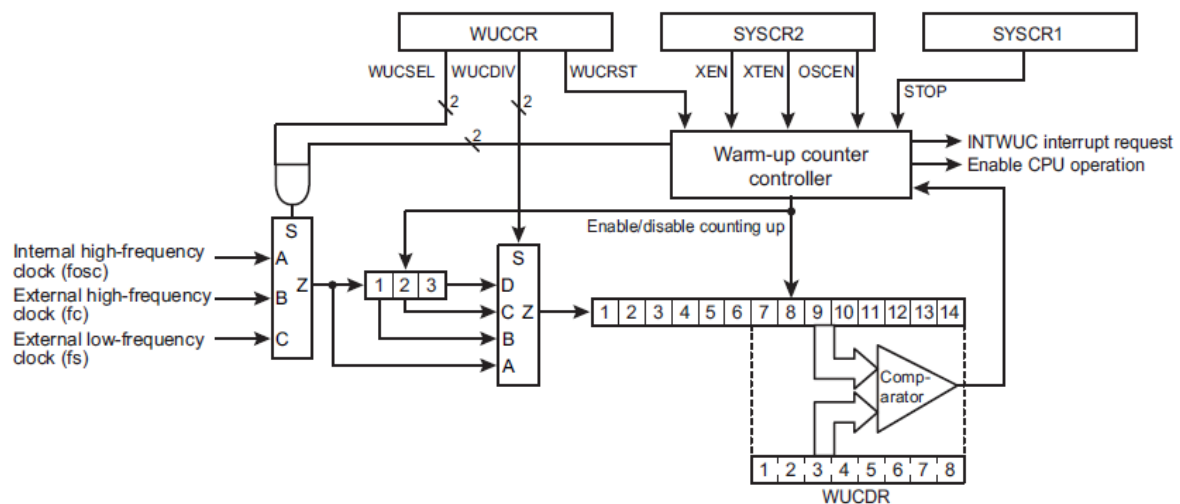 WUCCR
SYSCR2
SYSCR1
WUCSEL
WUCDIV
WUCRST
XEN
XTEN
OSCEN
STOP
2
2
2
Warm-up counter
controller
INTWUC interrupt request
Enable CPU operation
Enable/disable counting up
S
A
B
C
Z
Internal high-frequency
clock (fosc)
External high-frequency
clock (fc)
External low-frequency
clock (fs)
1 2 3
S
D
C
B
A
Z
1 2 3 4 5 6 7 8 9 10 11 12 13 14
Comp-
arator
1 2 3 4 5 6 7 8
WUCDR